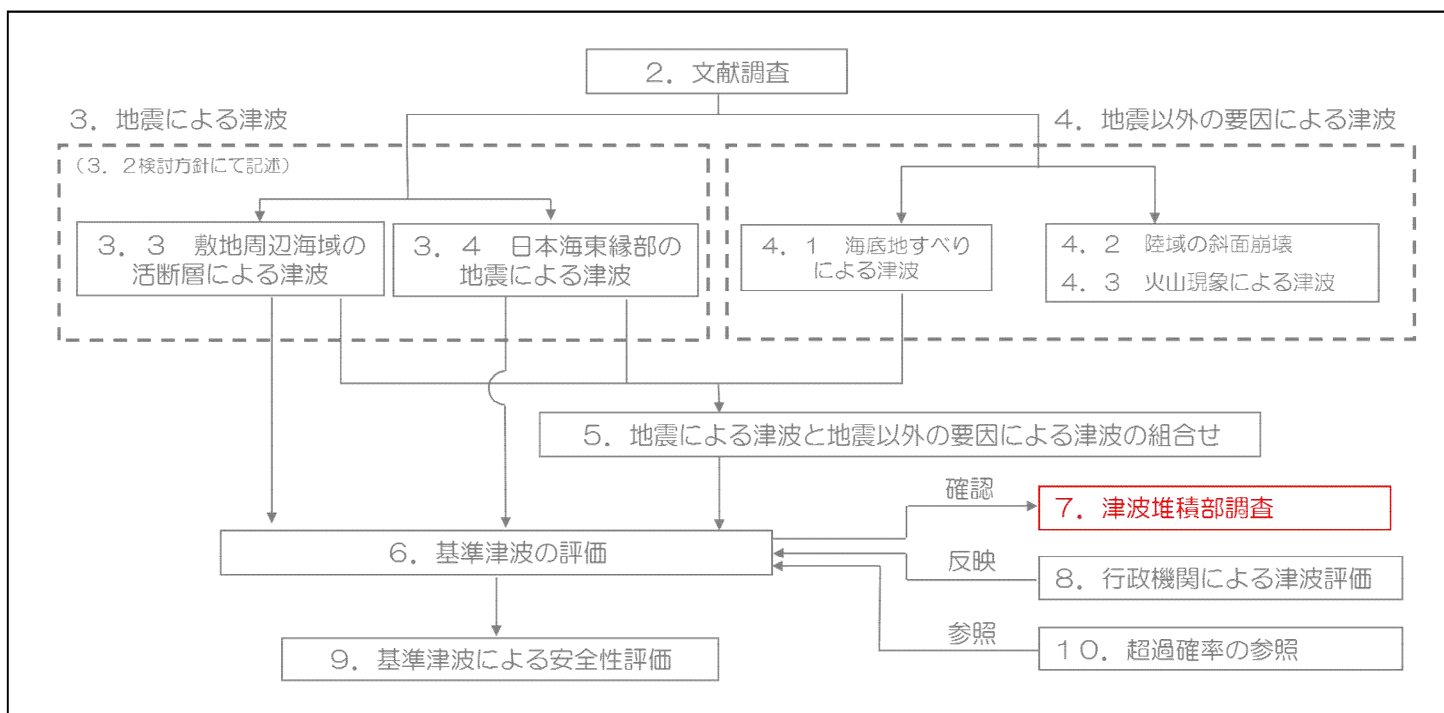 ２．文献調査
３．地震による津波
４．地震以外の要因による津波
（３．２検討方針にて記述）
３．３　敷地周辺海域の
活断層による津波
３．４　日本海東縁部の
地震による津波
４．１　海底地すべり
による津波
４．２　陸域の斜面崩壊
４．３　火山現象による津波
５．地震による津波と地震以外の要因による津波の組合せ
確認
７．津波堆積部調査
６．基準津波の評価
反映
８．行政機関による津波評価
参照
１０．超過確率の参照
９．基準津波による安全性評価